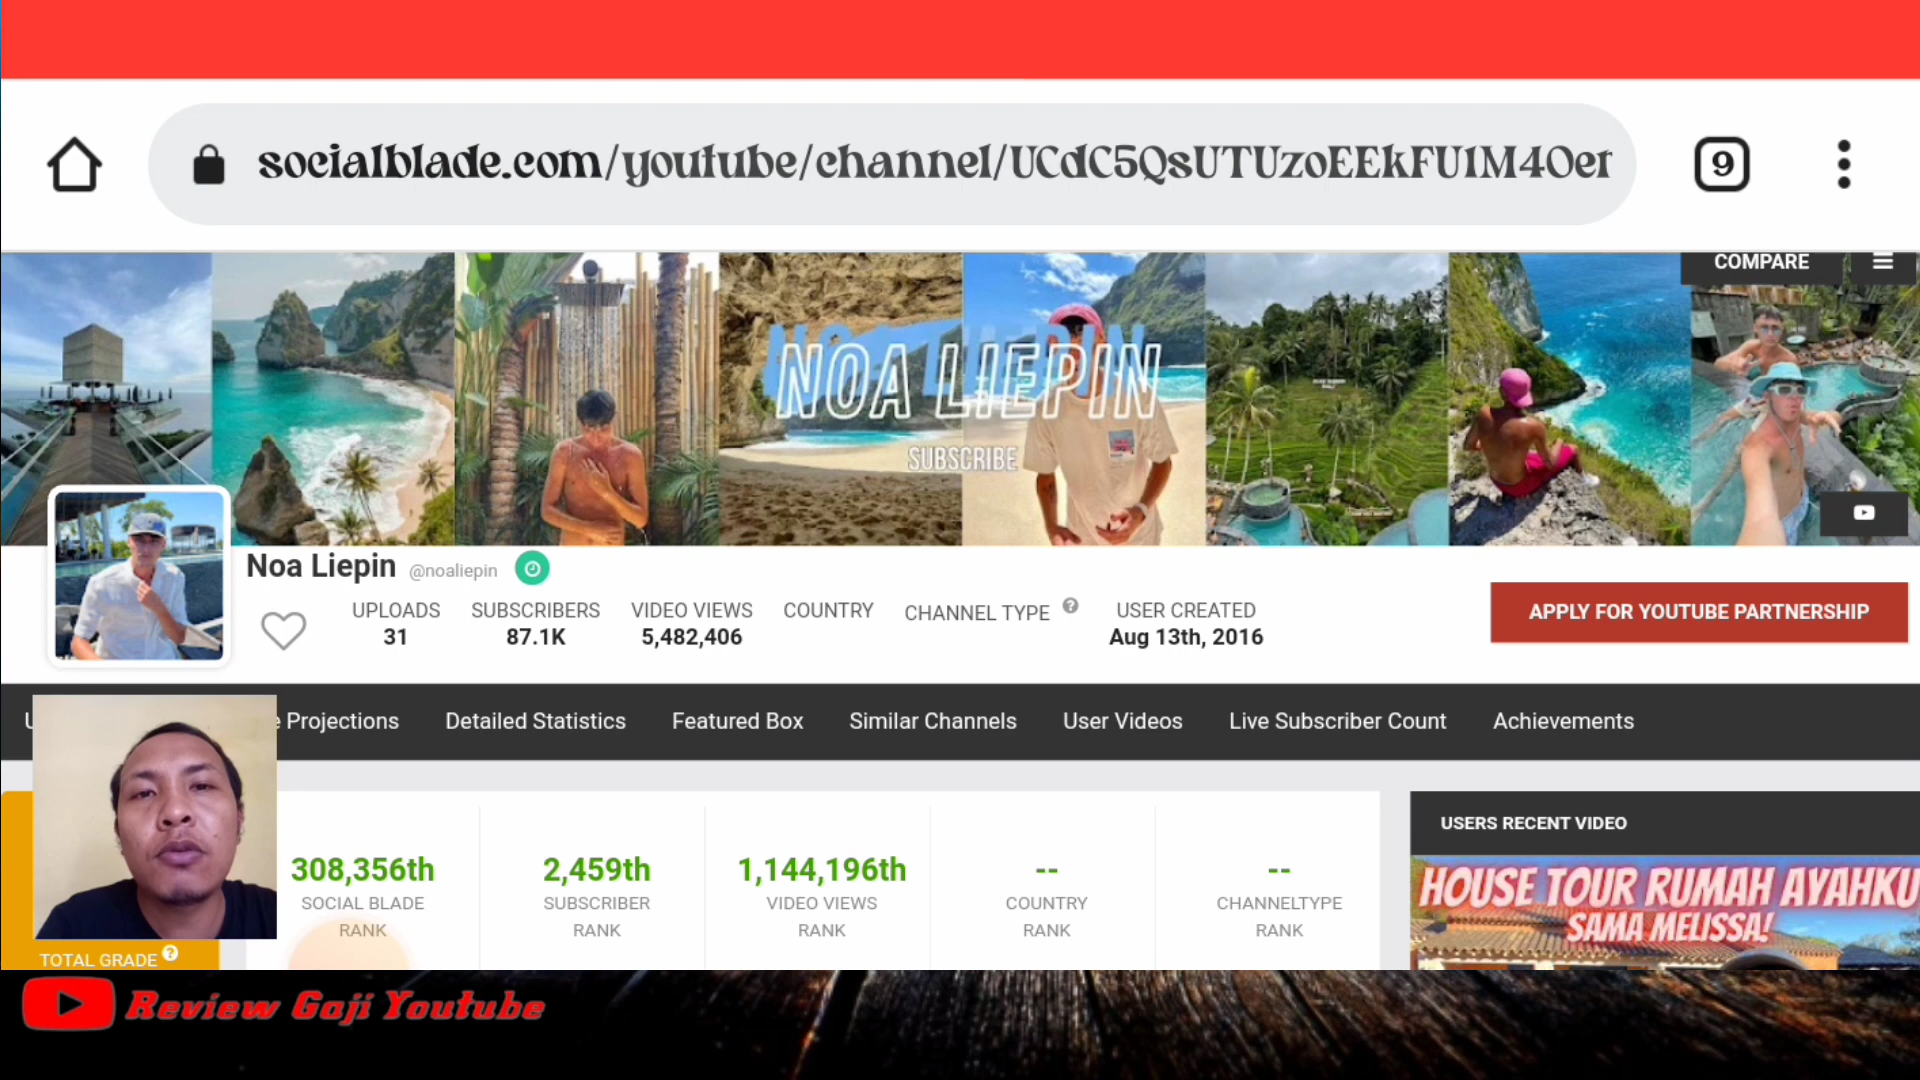 socialblade.com/youtube/channel/UCdC5QsUTUzoEEkFU1M4Oer
9
COMPARE
NOA LIEPIN
SUBSCRIBE
Noa Liepin @noaliepin
UPLOADS SUBSCRIBERS VIDEO VIEWS COUNTRY CHANNEL TYPE ? USER CREATED
31 87.1K 5,482,406 Aug 13th, 2016
APPLY FOR YOUTUBE PARTNERSHIP
Projections Detailed Statistics Featured Box Similar Channels User Videos Live Subscriber Count Achievements
308,356th 2,459th 1,144,196th -- --
SOCIAL BLADE SUBSCRIBER VIDEO VIEWS COUNTRY CHANNELTYPE
RANK RANK RANK RANK RANK
TOTAL GRADE ?
USERS RECENT VIDEO
HOUSE TOUR RUMAH AYAHKU
SAMA MELISSA!
Review Gaji Youtube